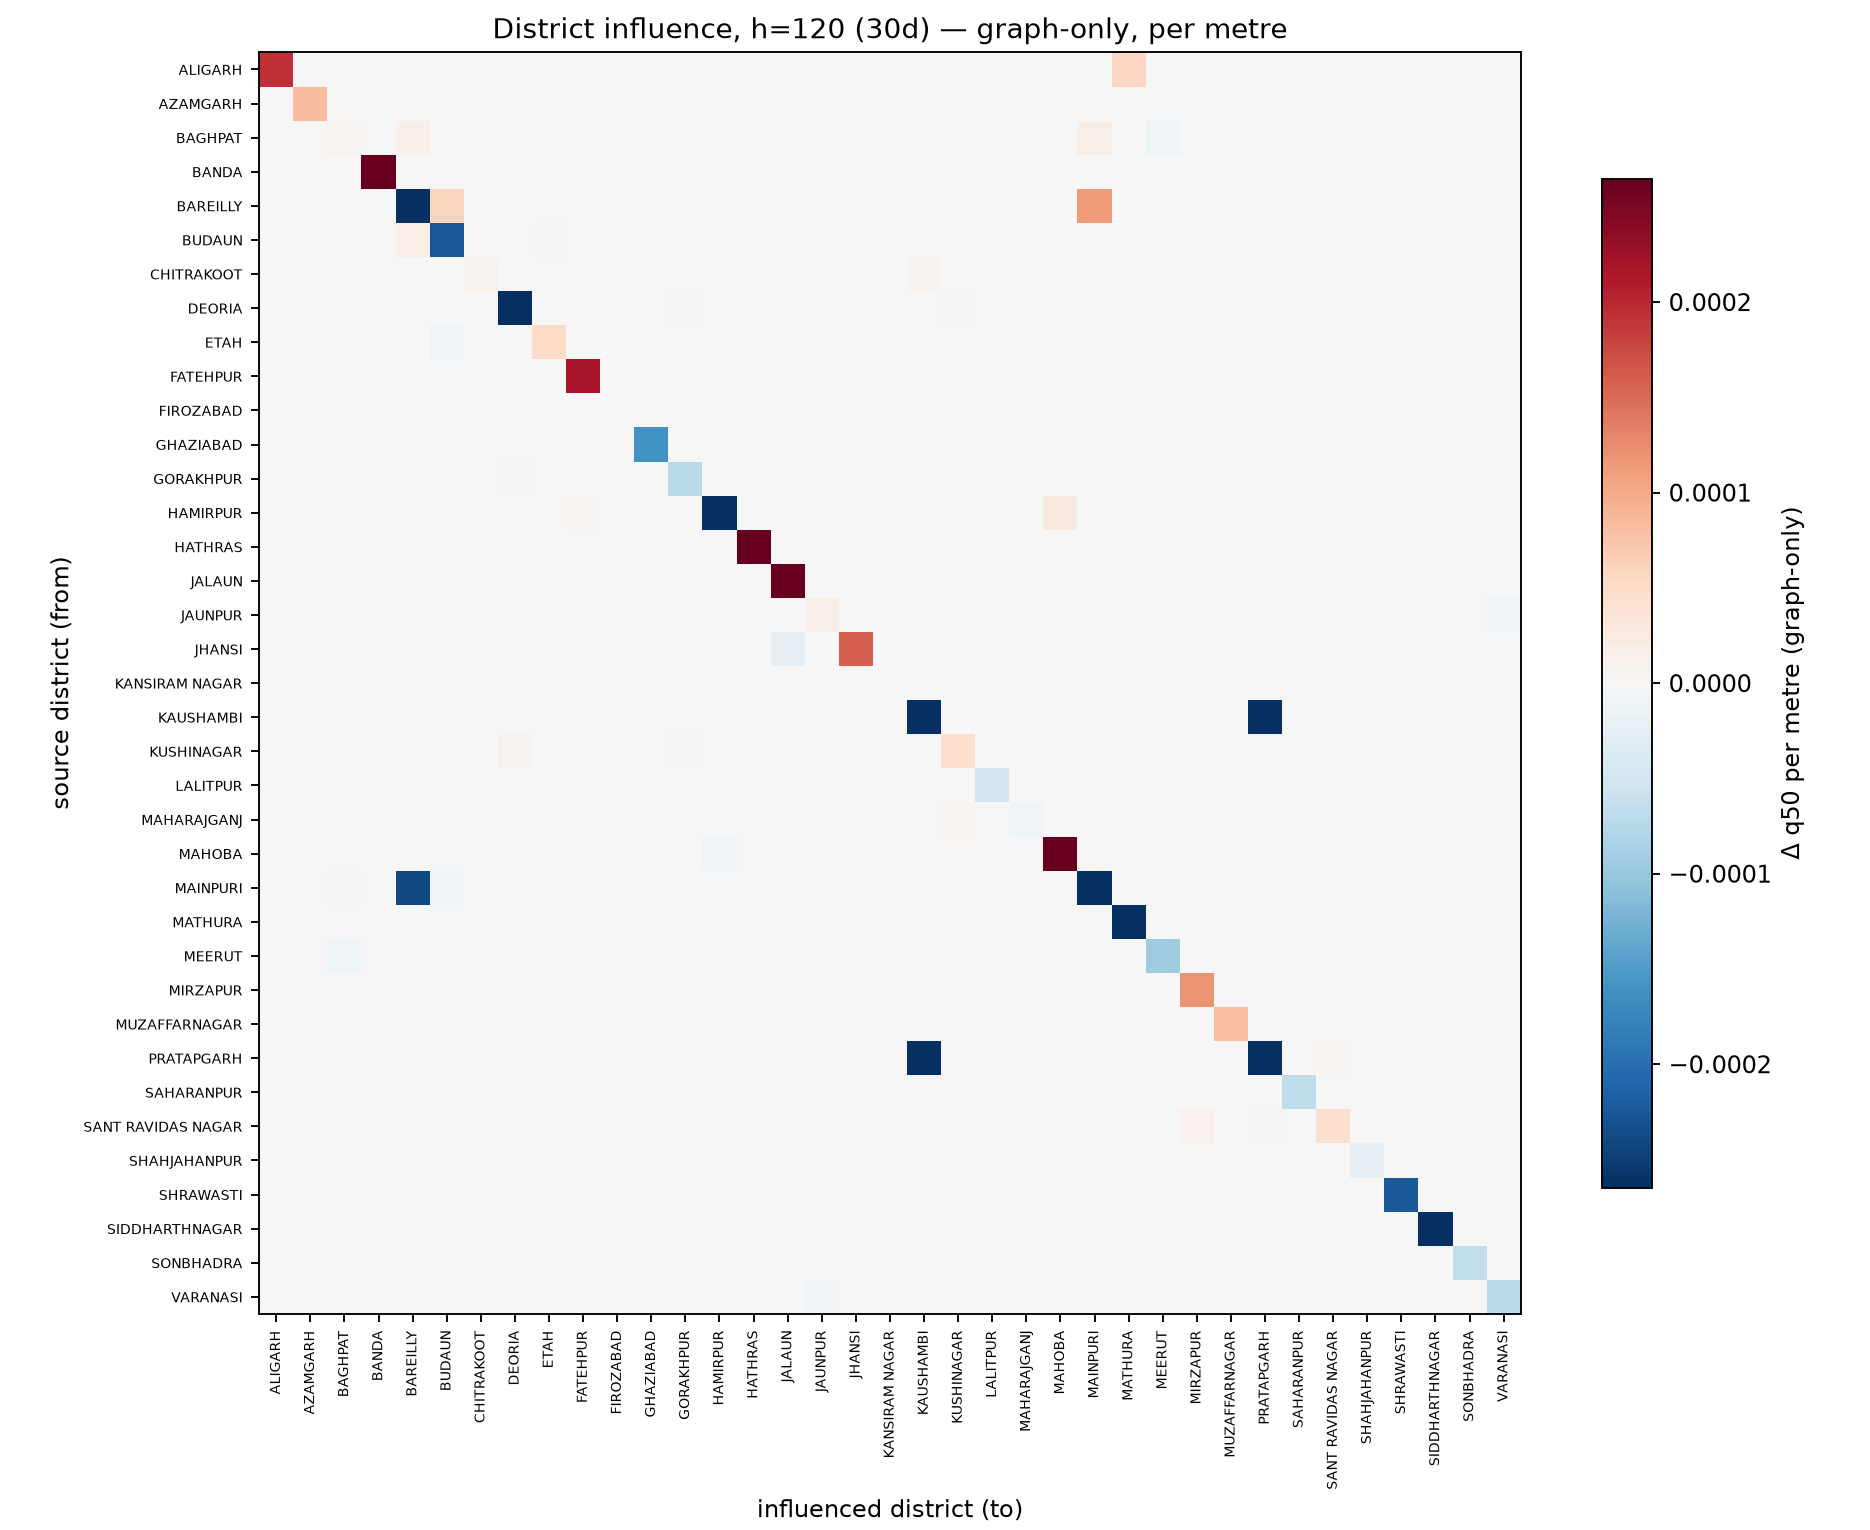 District influence, h=120 (30d) — graph-only, per metre
source district (from)
ALIGARH
AZAMGARH
BAGHPAT
BANDA
BAREILLY
BUDAUN
CHITRAKOOT
DEORIA
ETAH
FATEHPUR
FIROZABAD
GHAZIABAD
GORAKHPUR
HAMIRPUR
HATHRAS
JALAUN
JAUNPUR
JHANSI
KANSIRAM NAGAR
KAUSHAMBI
KUSHINAGAR
LALITPUR
MAHARAJGANJ
MAHOBA
MAINPURI
MATHURA
MEERUT
MIRZAPUR
MUZAFFARNAGAR
PRATAPGARH
SAHARANPUR
SANT RAVIDAS NAGAR
SHAHJAHANPUR
SHRAWASTI
SIDDHARTHNAGAR
SONBHADRA
VARANASI
ALIGARH
AZAMGARH
BAGHPAT
BANDA
BAREILLY
BUDAUN
CHITRAKOOT
DEORIA
ETAH
FATEHPUR
FIROZABAD
GHAZIABAD
GORAKHPUR
HAMIRPUR
HATHRAS
JALAUN
JAUNPUR
JHANSI
KANSIRAM NAGAR
KAUSHAMBI
KUSHINAGAR
LALITPUR
MAHARAJGANJ
MAHOBA
MAINPURI
MATHURA
MEERUT
MIRZAPUR
MUZAFFARNAGAR
PRATAPGARH
SAHARANPUR
SANT RAVIDAS NAGAR
SHAHJAHANPUR
SHRAWASTI
SIDDHARTHNAGAR
SONBHADRA
VARANASI
influenced district (to)
0.0002
0.0001
0.0000
−0.0001
−0.0002
Δ q50 per metre (graph-only)